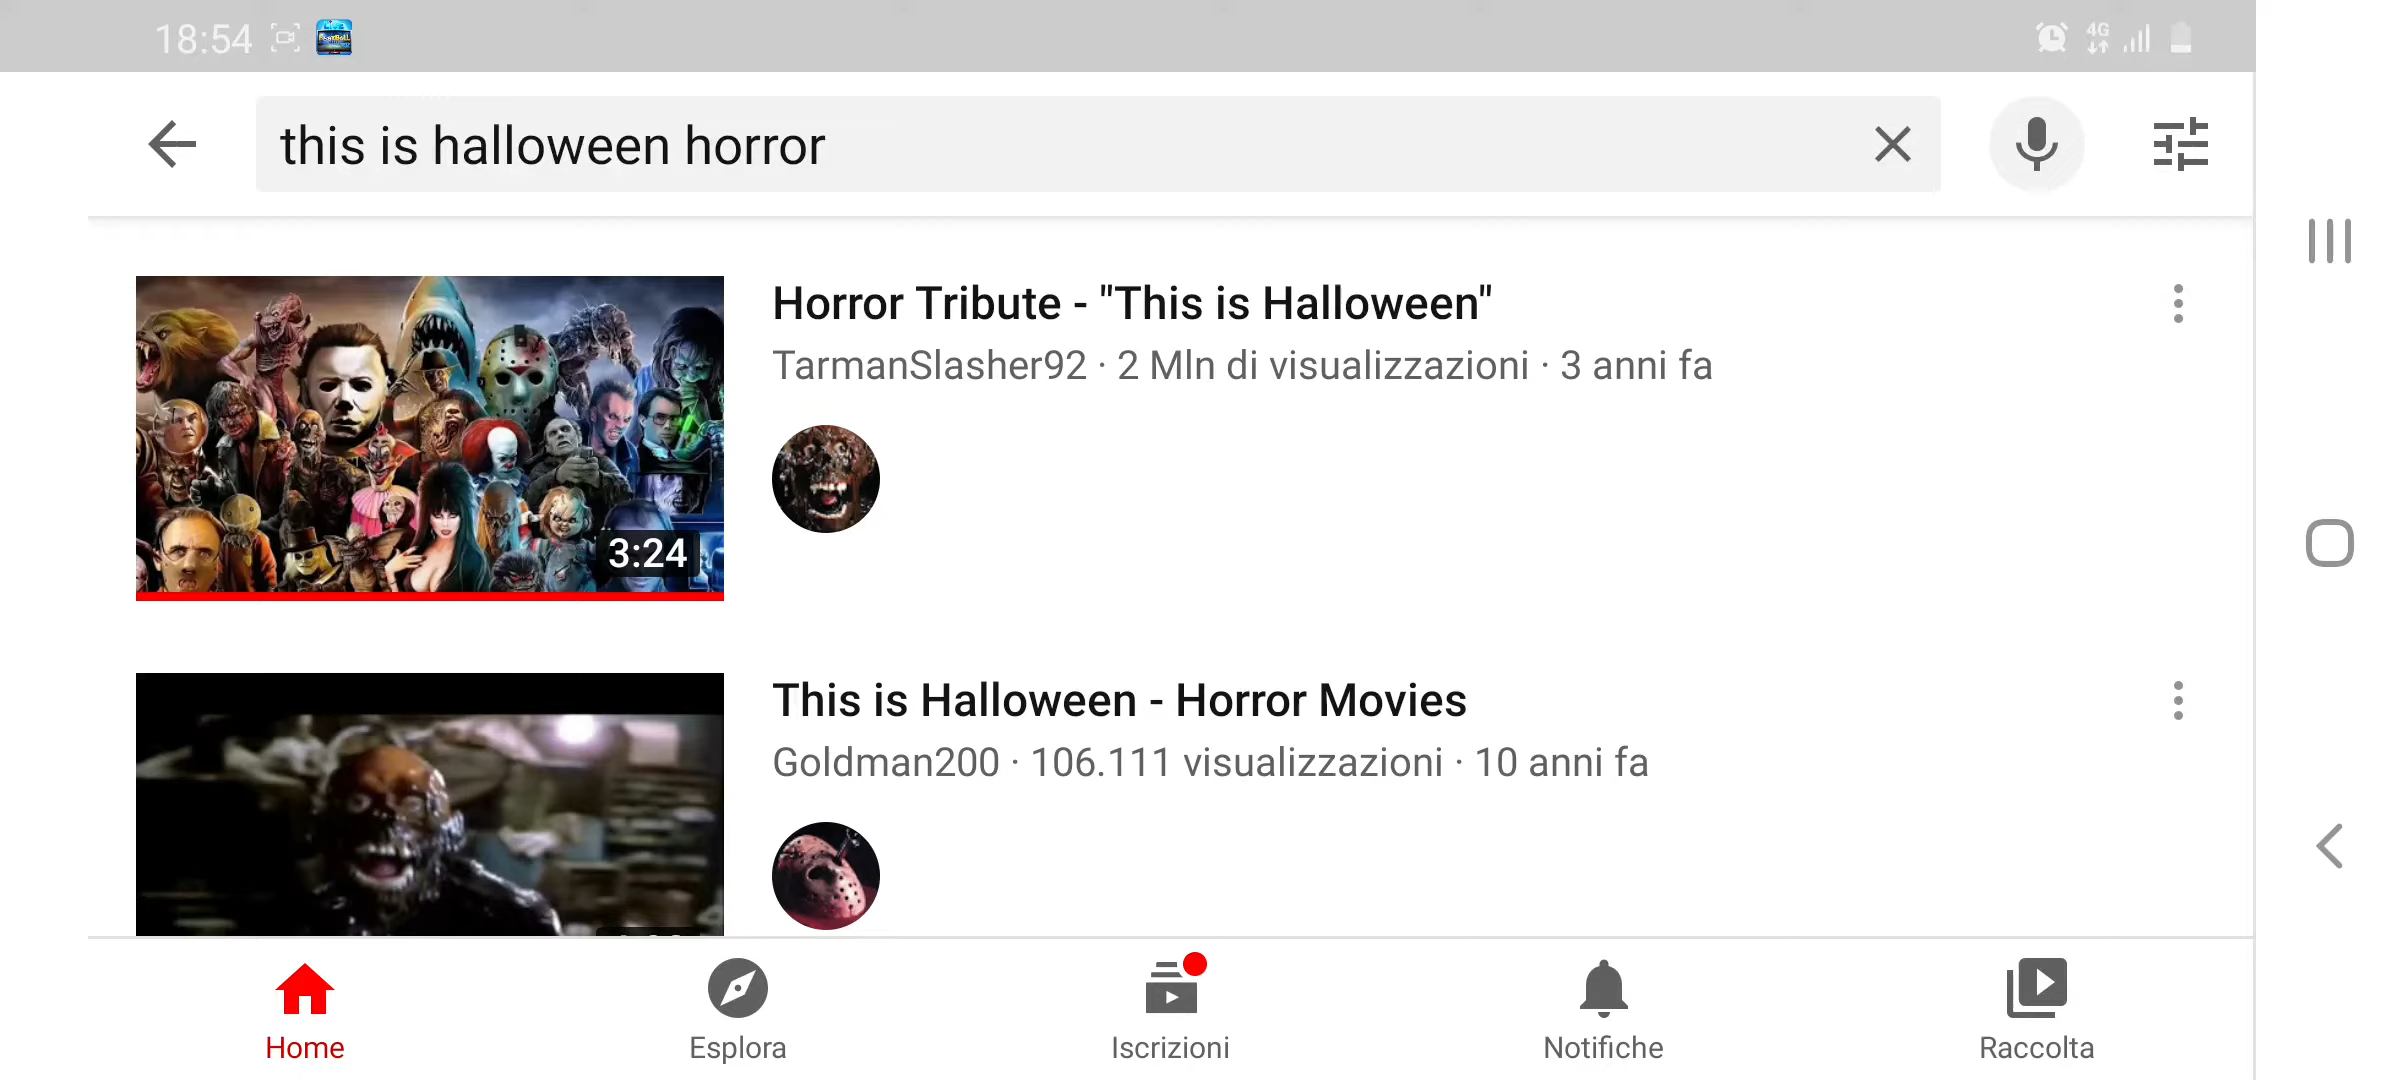 18:54
4G
this is halloween horror
Horror Tribute - "This is Halloween"
TarmanSlasher92 · 2 Mln di visualizzazioni · 3 anni fa
3:24
This is Halloween - Horror Movies
Goldman200 · 106.111 visualizzazioni · 10 anni fa
Home
Esplora
Iscrizioni
Notifiche
Raccolta